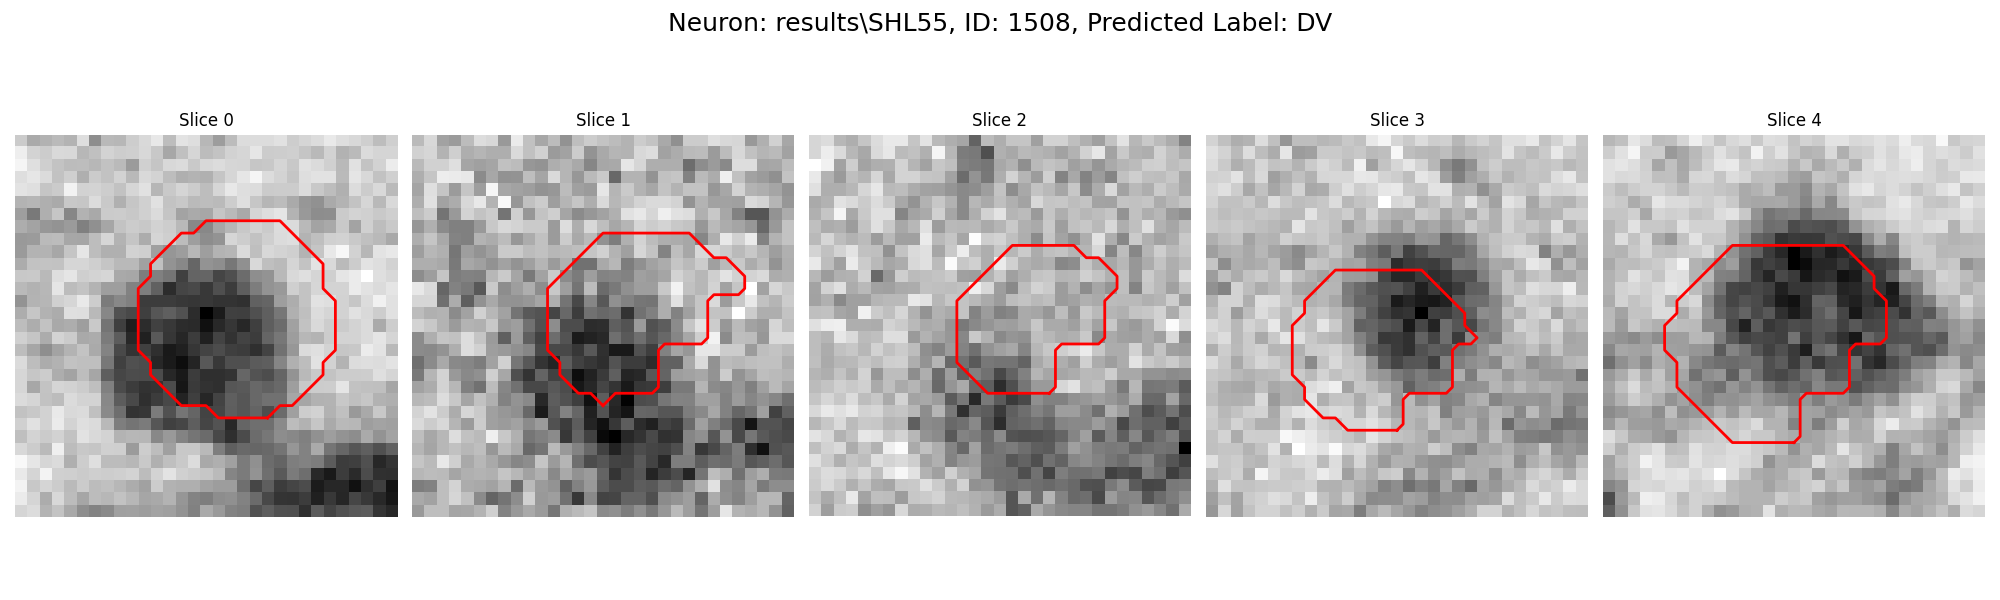 Neuron: results\SHL55, ID: 1508, Predicted Label: DV
Slice 0
Slice 1
Slice 2
Slice 3
Slice 4